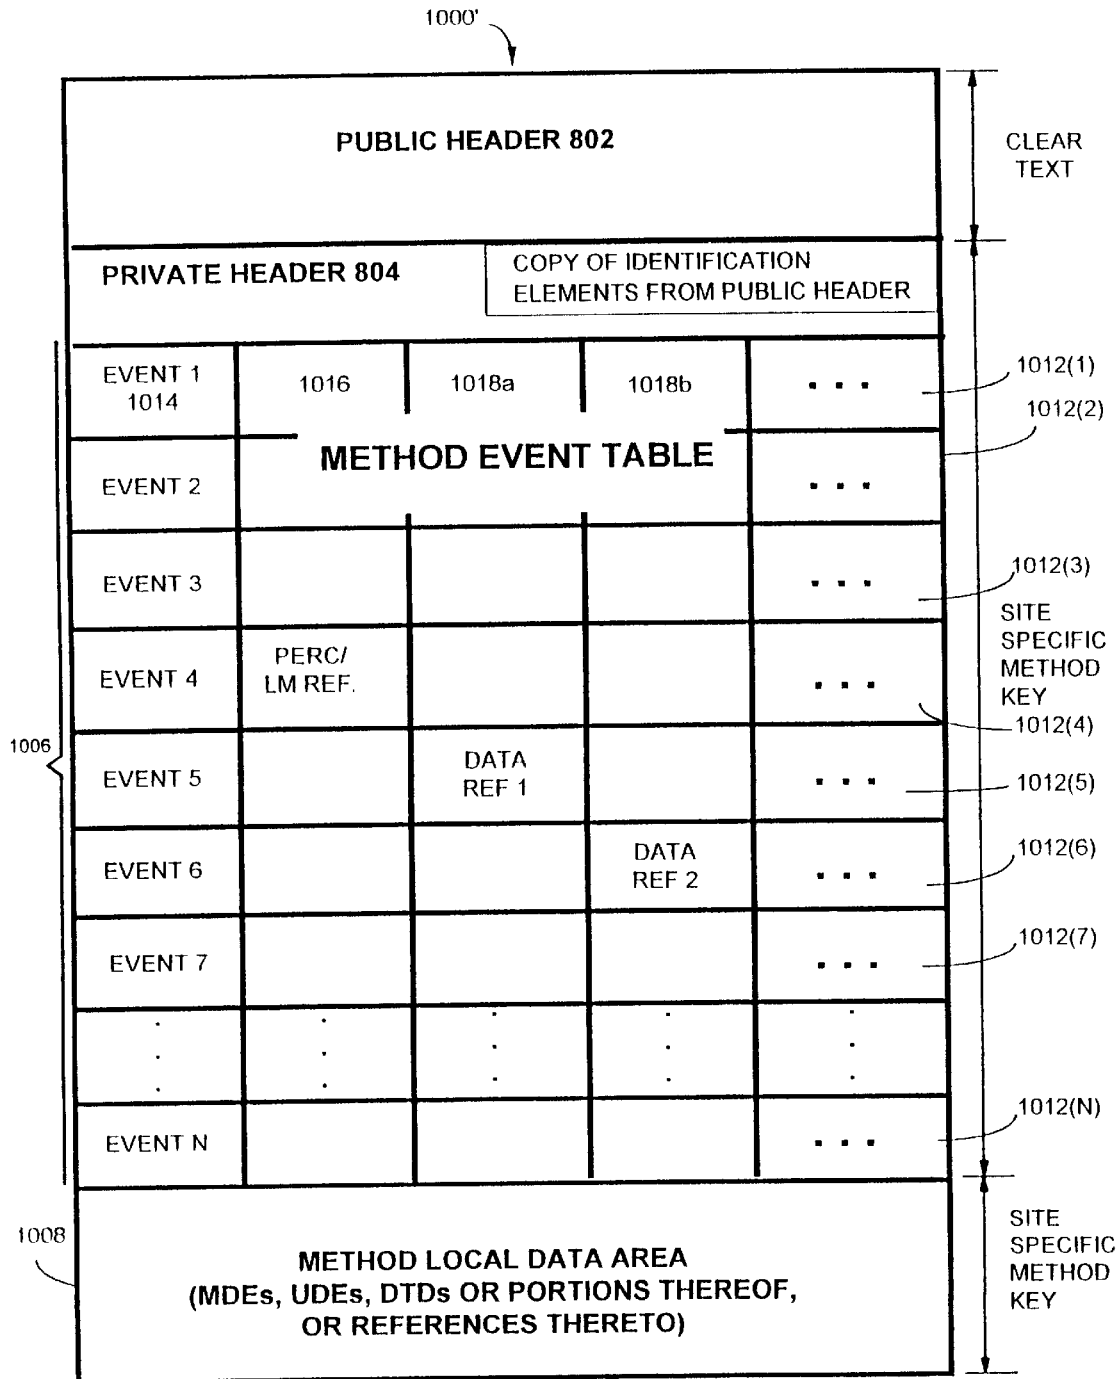 1000'
PUBLIC HEADER 802
CLEAR
TEXT
PRIVATE HEADER 804
COPY OF IDENTIFICATION
ELEMENTS FROM PUBLIC HEADER
EVENT 1
1014
1016
1018a
1018b
...
1012(1)
1012(2)
METHOD EVENT TABLE
EVENT 2
...
EVENT 3
...
1012(3)
SITE
SPECIFIC
METHOD
KEY
EVENT 4
PERC/
LM REF.
...
1012(4)
1006
EVENT 5
DATA
REF 1
...
1012(5)
EVENT 6
DATA
REF 2
...
1012(6)
EVENT 7
...
1012(7)
EVENT N
...
1012(N)
1008
METHOD LOCAL DATA AREA
(MDEs, UDEs, DTDs OR PORTIONS THEREOF,
OR REFERENCES THERETO)
SITE
SPECIFIC
METHOD
KEY